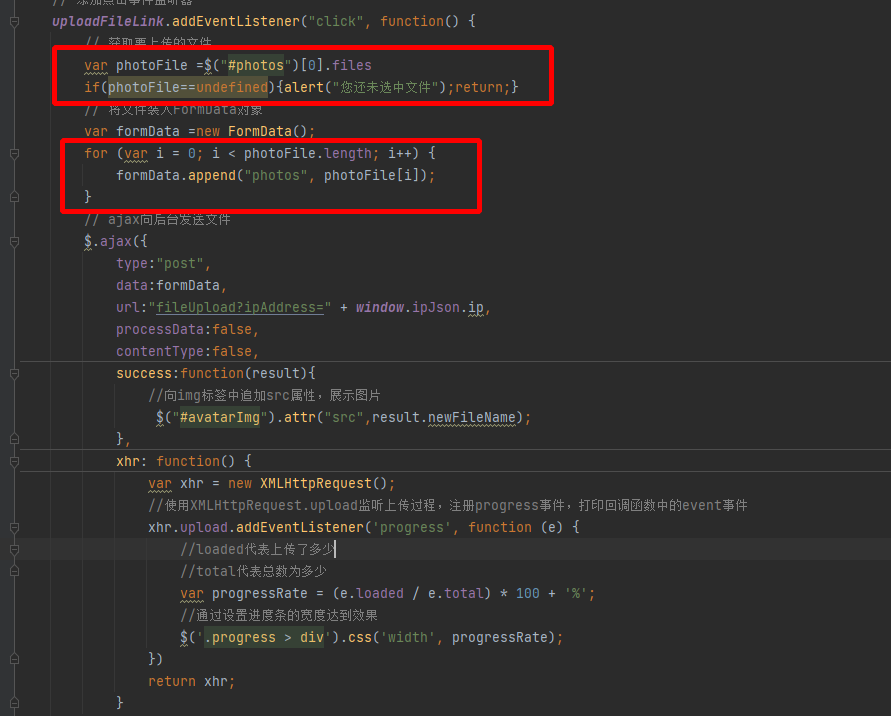 // 添加点击事件监听器
uploadFileLink.addEventListener("click", function() {
// 获取要上传的文件
var photoFile =$("#photos")[0].files
if(photoFile==undefined){alert("您还未选中文件");return;}
// 将文件装入FormData对象
var formData =new FormData();
for (var i = 0; i < photoFile.length; i++) {
formData.append("photos", photoFile[i]);
}
// ajax向后台发送文件
$.ajax({
type:"post",
data:formData,
url:"fileUpload?ipAddress=" + window.ipJson.ip,
processData:false,
contentType:false,
success:function(result){
//向img标签中追加src属性，展示图片
$("#avatarImg").attr("src",result.newFileName);
},
xhr: function() {
var xhr = new XMLHttpRequest();
//使用XMLHttpRequest.upload监听上传过程，注册progress事件，打印回调函数中的event事件
xhr.upload.addEventListener('progress', function (e) {
//loaded代表上传了多少
//total代表总数为多少
var progressRate = (e.loaded / e.total) * 100 + '%';
//通过设置进度条的宽度达到效果
$('.progress > div').css('width', progressRate);
})
return xhr;
}